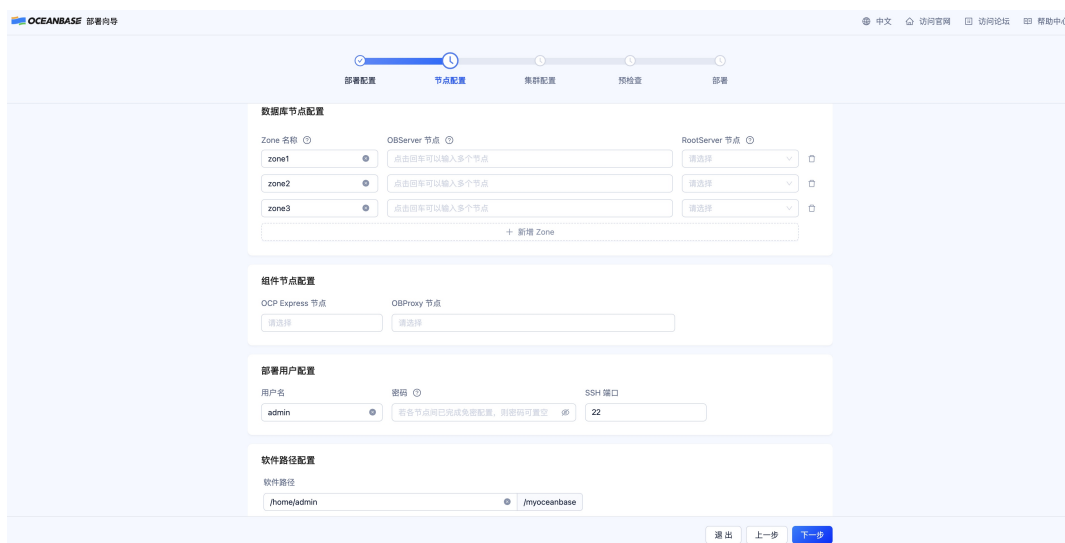 OCEANBASE 部署向导 中文 访问官网 访问论坛 帮助中心
部署配置 节点配置 集群配置 预检查 部署
数据库节点配置
Zone 名称 OBServer 节点 RootServer 节点
zone1 点击回车可以输入多个节点 请选择
zone2 点击回车可以输入多个节点 请选择
zone3 点击回车可以输入多个节点 请选择
+ 新增 Zone
组件节点配置
OCP Express 节点 OBProxy 节点
请选择 请选择
部署用户配置
用户名 密码 SSH 端口
admin 若各节点间已完成免密配置，则密码可置空 22
软件路径配置
软件路径
/home/admin /myoceanbase
退出 上一步 下一步